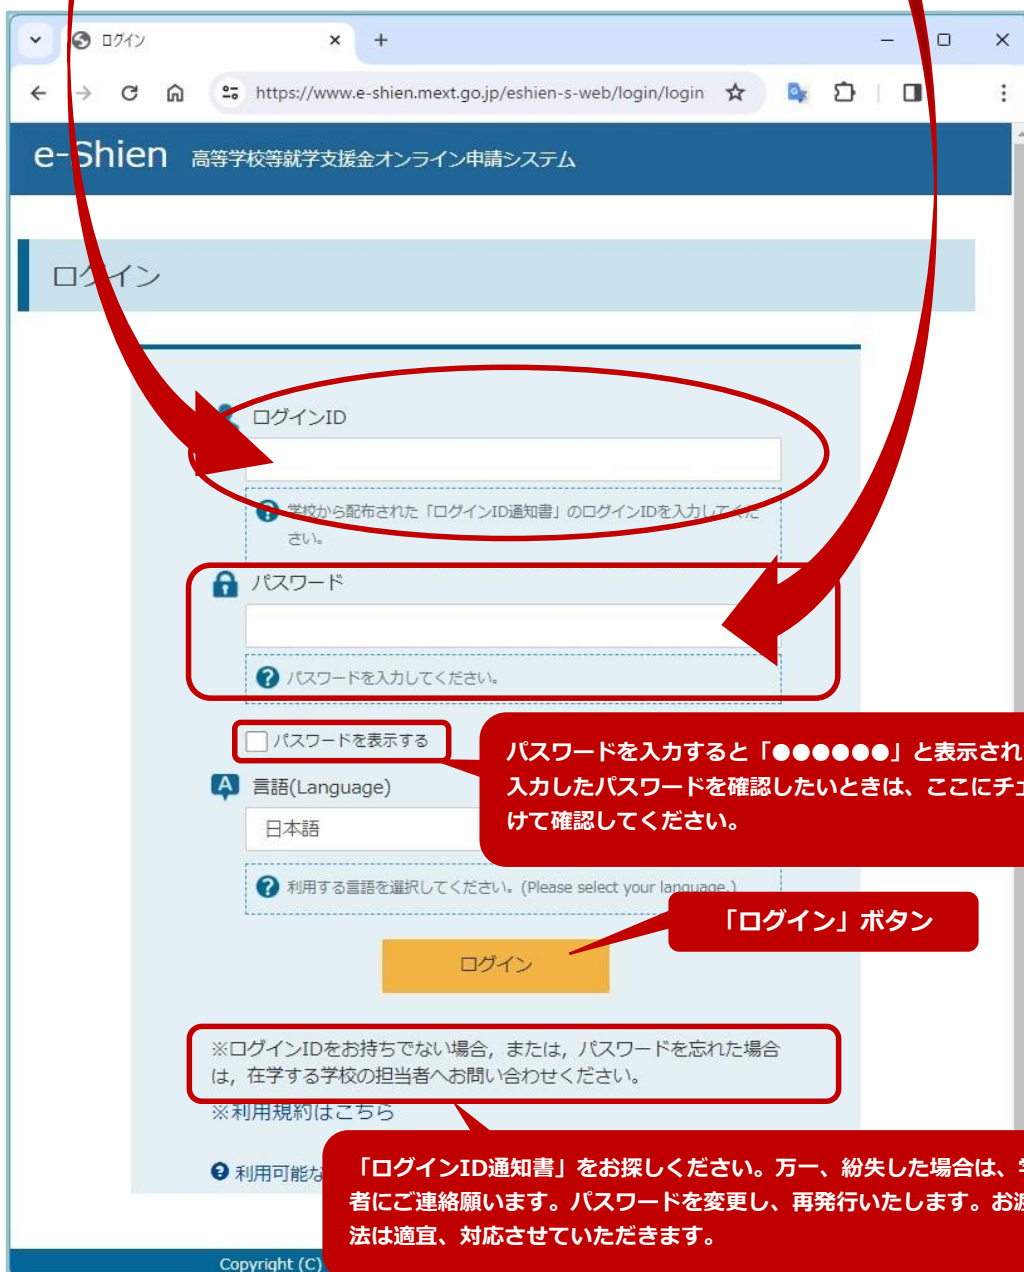 ログイン
https://www.e-shien.mext.go.jp/eshien-s-web/login/login
e-Shien 高等学校等就学支援金オンライン申請システム
ログイン
ログインID
学校から配布された「ログインID通知書」のログインIDを入力してくだ
さい。
パスワード
パスワードを入力してください。
パスワードを表示する
パスワードを入力すると「●●●●●●」と表示され
入力したパスワードを確認したいときは、ここにチェ
けて確認してください。
言語(Language)
日本語
利用する言語を選択してください。(Please select your language.)
「ログイン」ボタン
ログイン
※ログインIDをお持ちでない場合，または，パスワードを忘れた場合
は，在学する学校の担当者へお問い合わせください。
※利用規約はこちら
利用可能な
「ログインID通知書」をお探しください。万一、紛失した場合は、学
者にご連絡願います。パスワードを変更し、再発行いたします。お渡
法は適宜、対応させていただきます。
Copyright (C)